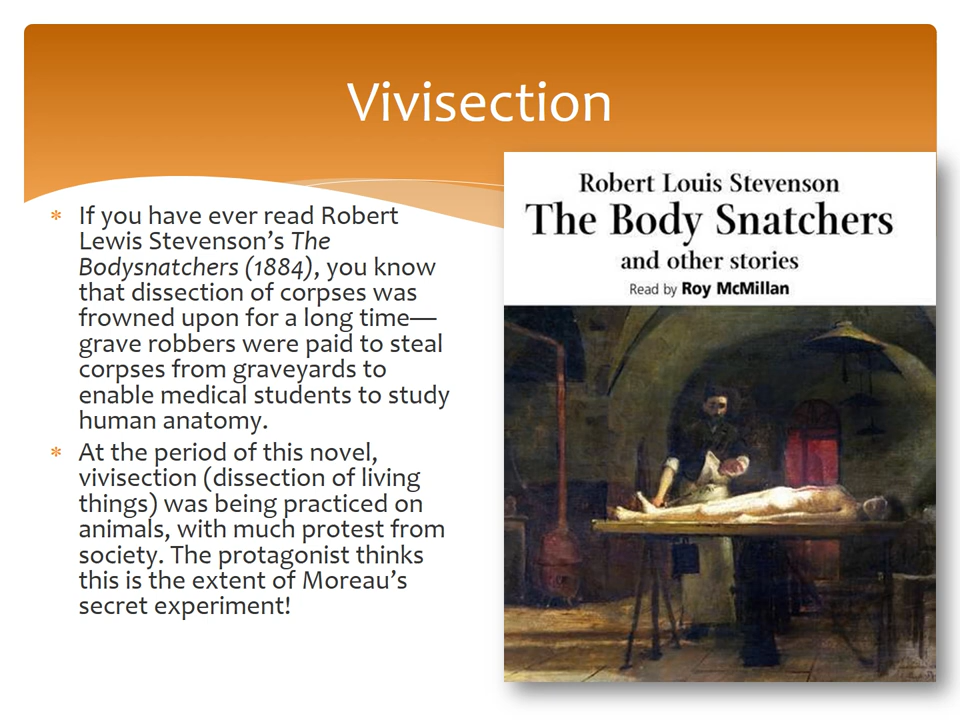 Vivisection
If you have ever read Robert
Lewis Stevenson’s The
Bodysnatchers (1884), you know
that dissection of corpses was
frowned upon for a long time—
grave robbers were paid to steal
corpses from graveyards to
enable medical students to study
human anatomy.
At the period of this novel,
vivisection (dissection of living
things) was being practiced on
animals, with much protest from
society. The protagonist thinks
this is the extent of Moreau’s
secret experiment!
Robert Louis Stevenson
The Body Snatchers
and other stories
Read by Roy McMillan